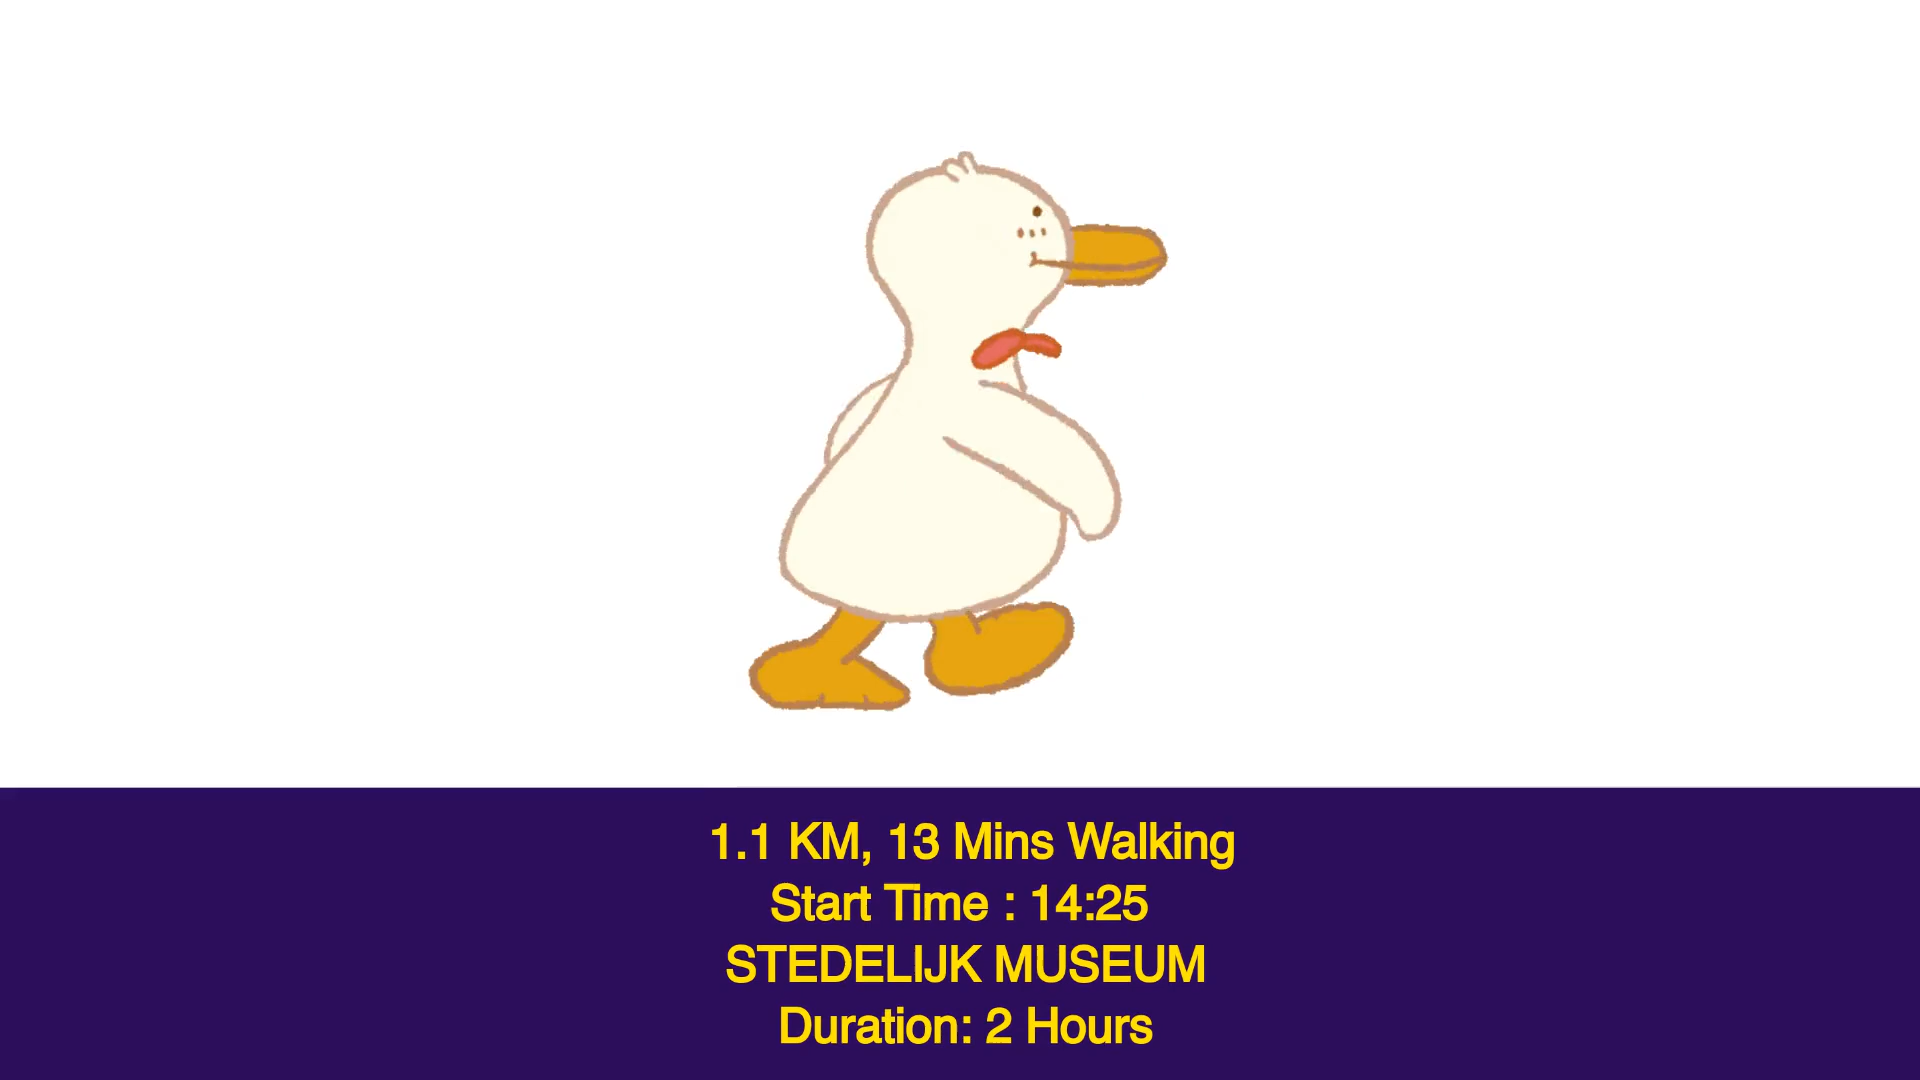 1.1 KM, 13 Mins Walking
Start Time : 14:25
STEDELIJK MUSEUM
Duration: 2 Hours